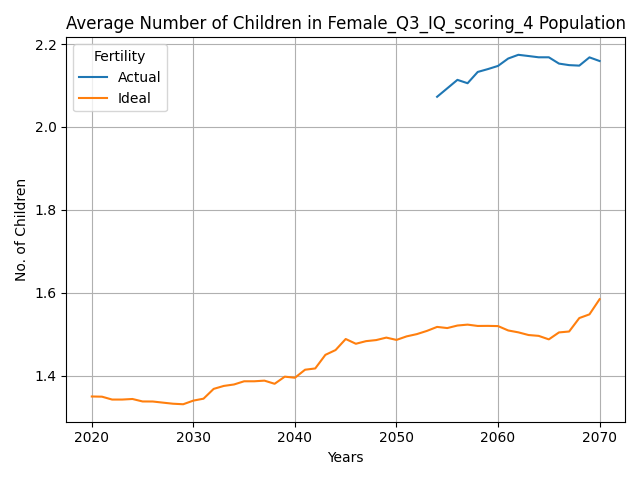 Average Number of Children in Female_Q3_IQ_scoring_4 Population
Fertility
Actual
Ideal
No. of Children
2.2
2.0
1.8
1.6
1.4
2020 2030 2040 2050 2060 2070
Years